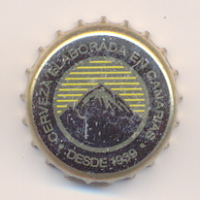 CERVEZA ELABORADA EN CANARIAS
DESDE 1939